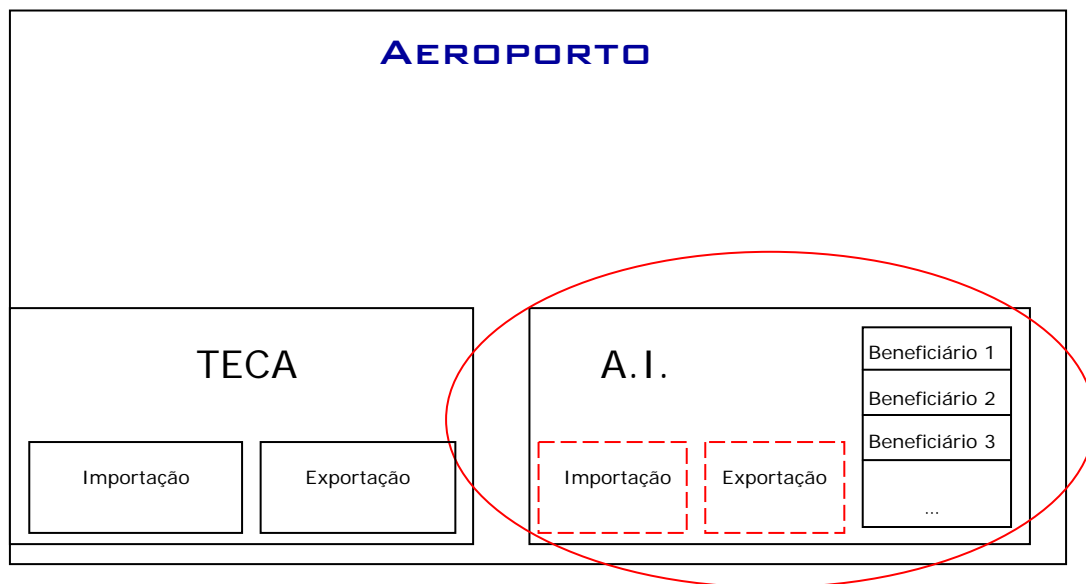 AEROPORTO
TECA
Importação
Exportação
A.I.
Importação
Exportação
Beneficiário 1
Beneficiário 2
Beneficiário 3
...